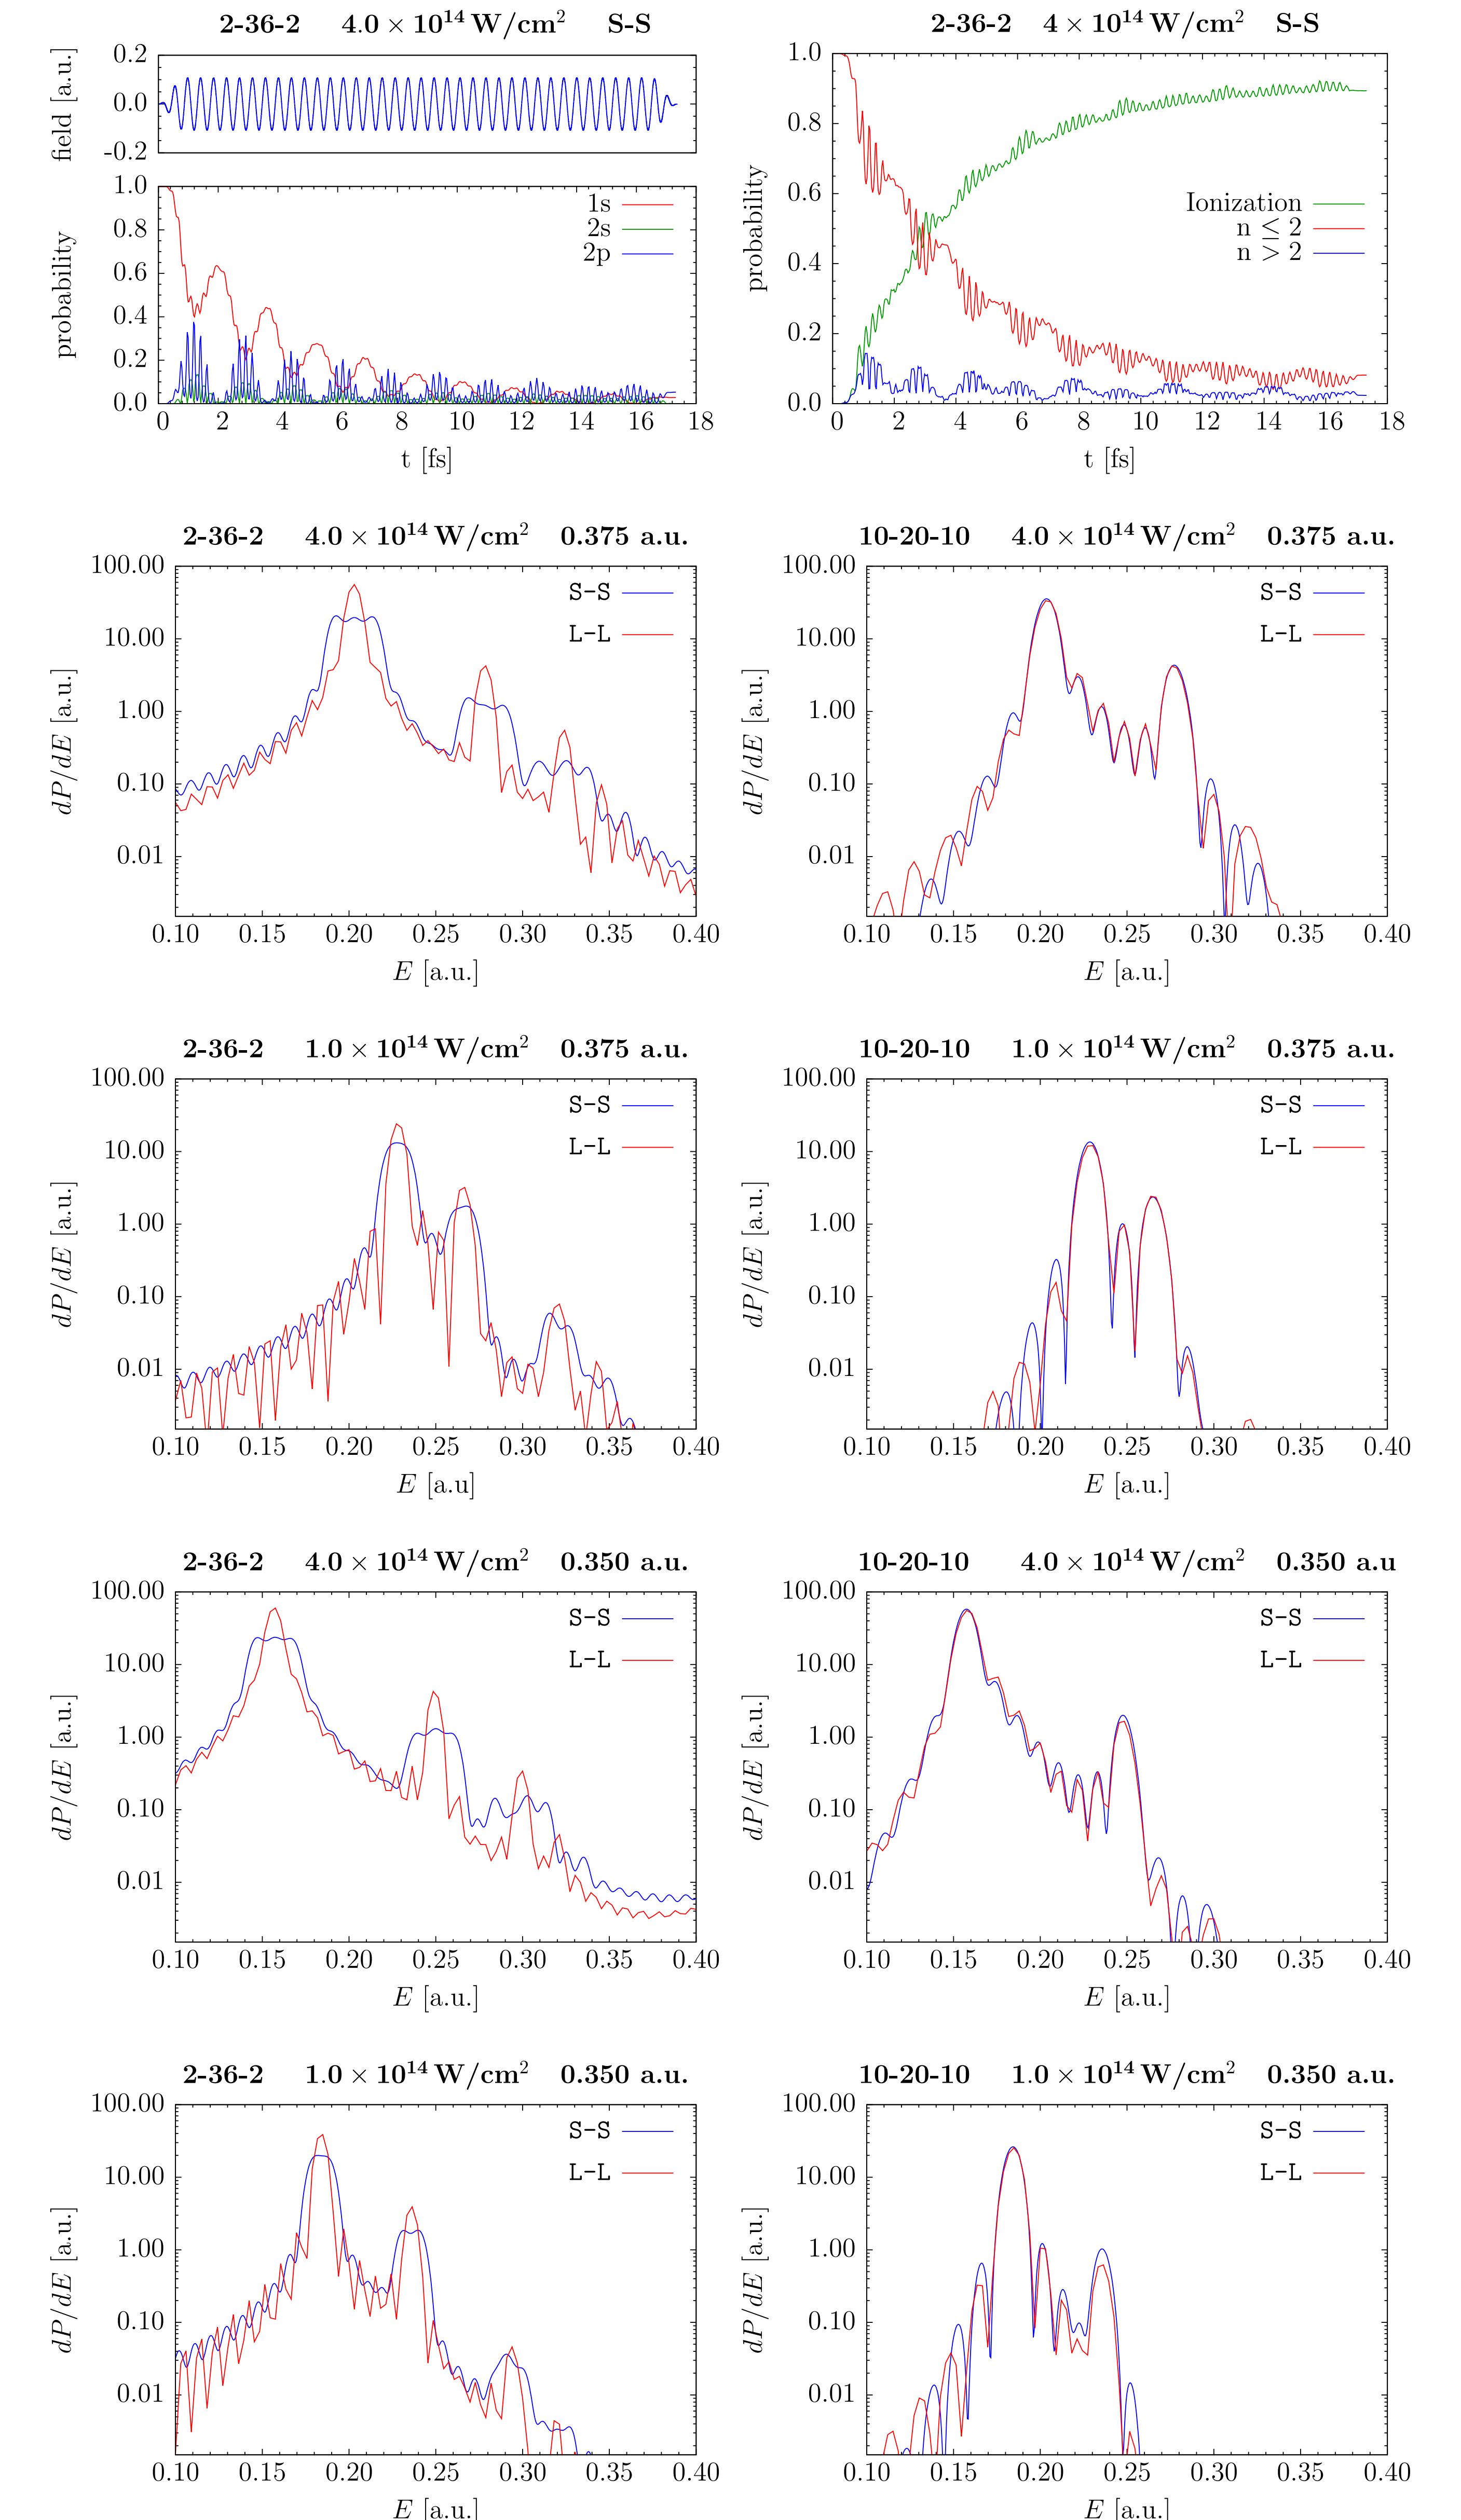 2-36-2 4.0 × 10¹⁴ W/cm² S-S
field [a.u.]
0.2
0.0
-0.2
probability
1.0
0.8
0.6
0.4
0.2
0.0
1s
2s
2p
0 2 4 6 8 10 12 14 16 18
t [fs]
2-36-2 4 × 10¹⁴ W/cm² S-S
probability
1.0
0.8
0.6
0.4
0.2
0.0
Ionization
n ≤ 2
n > 2
0 2 4 6 8 10 12 14 16 18
t [fs]
2-36-2 4.0 × 10¹⁴ W/cm² 0.375 a.u.
dP/dE [a.u.]
100.00
10.00
1.00
0.10
0.01
S-S
L-L
0.10 0.15 0.20 0.25 0.30 0.35 0.40
E [a.u.]
10-20-10 4.0 × 10¹⁴ W/cm² 0.375 a.u.
dP/dE [a.u.]
100.00
10.00
1.00
0.10
0.01
S-S
L-L
0.10 0.15 0.20 0.25 0.30 0.35 0.40
E [a.u.]
2-36-2 1.0 × 10¹⁴ W/cm² 0.375 a.u.
dP/dE [a.u.]
100.00
10.00
1.00
0.10
0.01
S-S
L-L
0.10 0.15 0.20 0.25 0.30 0.35 0.40
E [a.u]
10-20-10 1.0 × 10¹⁴ W/cm² 0.375 a.u.
dP/dE [a.u.]
100.00
10.00
1.00
0.10
0.01
S-S
L-L
0.10 0.15 0.20 0.25 0.30 0.35 0.40
E [a.u.]
2-36-2 4.0 × 10¹⁴ W/cm² 0.350 a.u.
dP/dE [a.u.]
100.00
10.00
1.00
0.10
0.01
S-S
L-L
0.10 0.15 0.20 0.25 0.30 0.35 0.40
E [a.u.]
10-20-10 4.0 × 10¹⁴ W/cm² 0.350 a.u
dP/dE [a.u.]
100.00
10.00
1.00
0.10
0.01
S-S
L-L
0.10 0.15 0.20 0.25 0.30 0.35 0.40
E [a.u.]
2-36-2 1.0 × 10¹⁴ W/cm² 0.350 a.u.
dP/dE [a.u.]
100.00
10.00
1.00
0.10
0.01
S-S
L-L
0.10 0.15 0.20 0.25 0.30 0.35 0.40
E [a.u.]
10-20-10 1.0 × 10¹⁴ W/cm² 0.350 a.u.
dP/dE [a.u.]
100.00
10.00
1.00
0.10
0.01
S-S
L-L
0.10 0.15 0.20 0.25 0.30 0.35 0.40
E [a.u.]